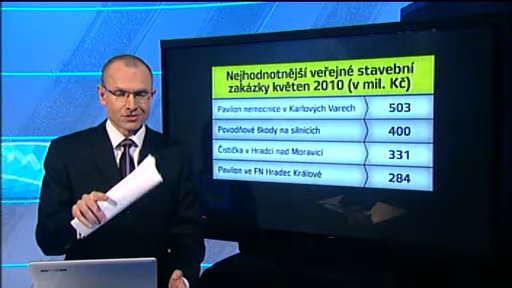 Nejhodnotnější veřejné stavební
zakázky květen 2010 (v mil. Kč)
Pavilon nemocnice v Karlových Varech 503
Povodňové škody na silnicích 400
Čistička v Hradci nad Moravicí 331
Pavilon ve FN Hradec Králové 284